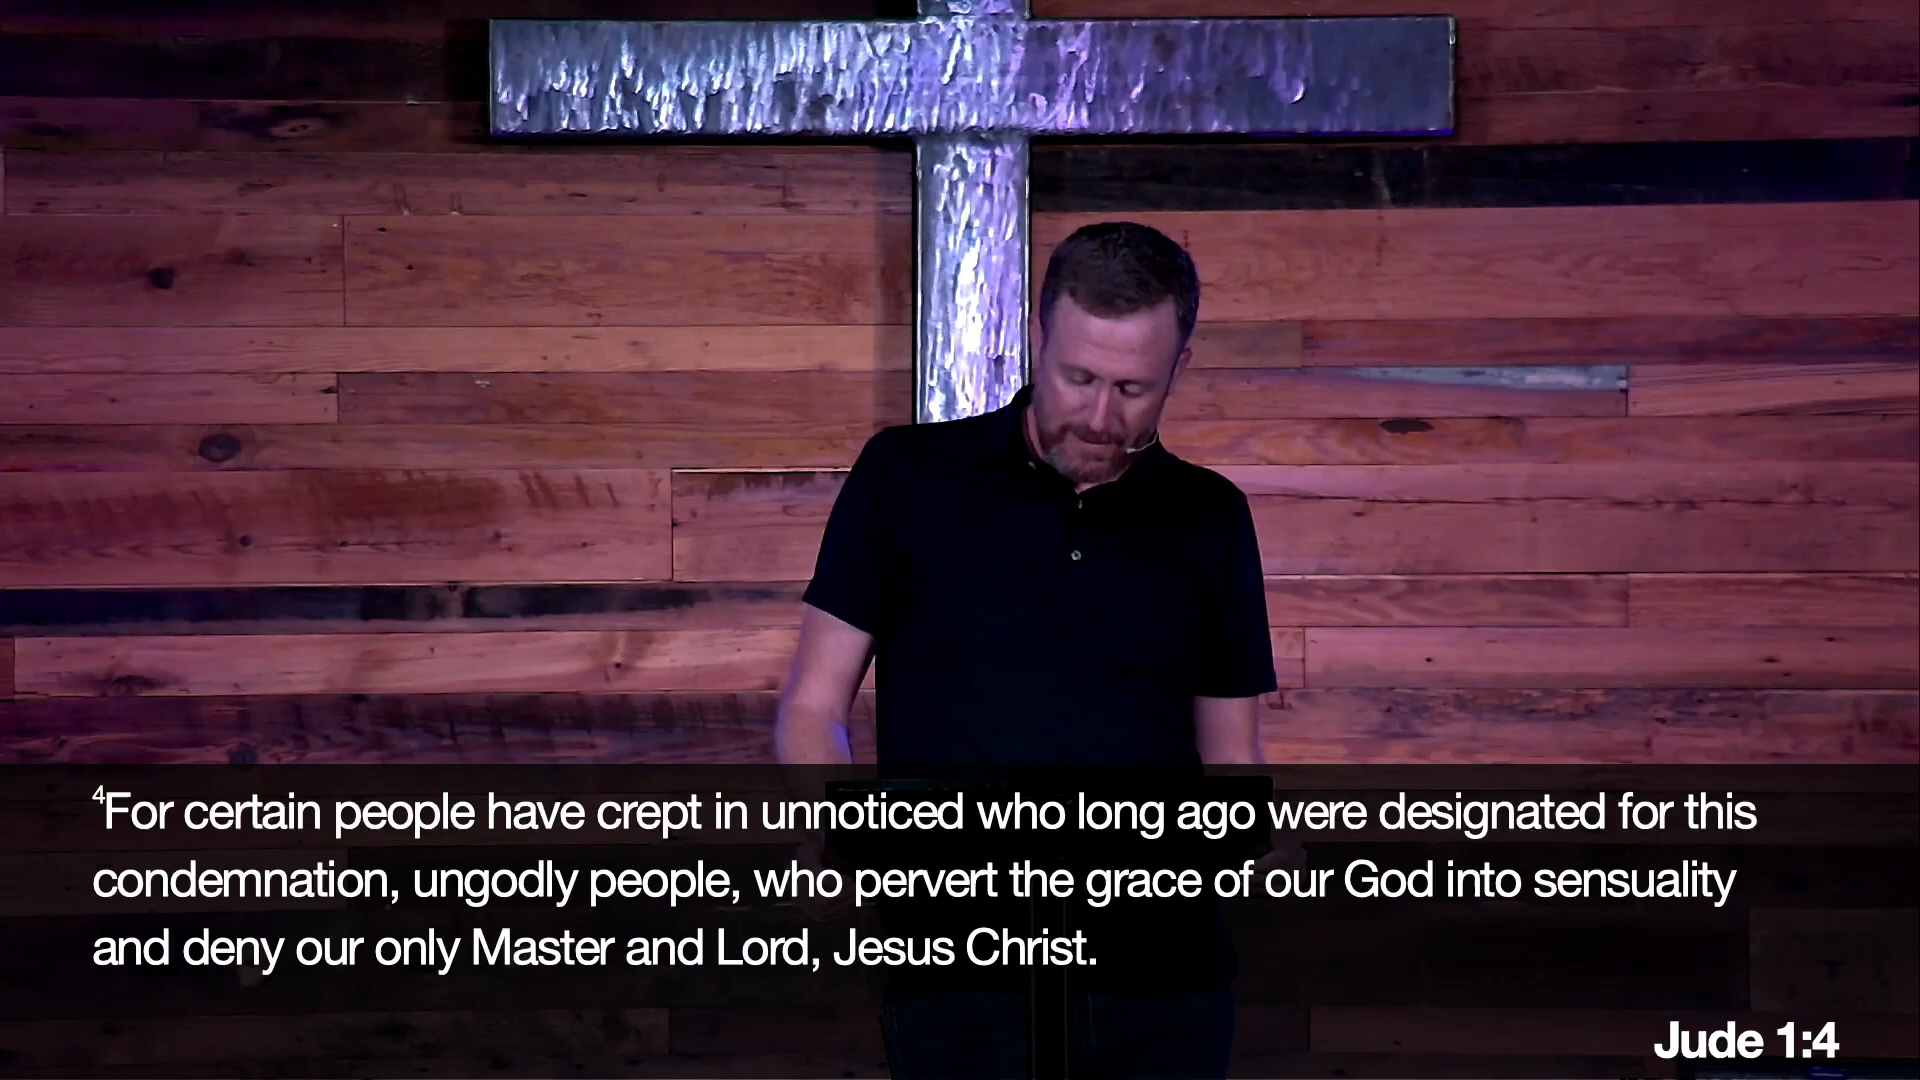 ⁴For certain people have crept in unnoticed who long ago were designated for this
condemnation, ungodly people, who pervert the grace of our God into sensuality
and deny our only Master and Lord, Jesus Christ.
Jude 1:4